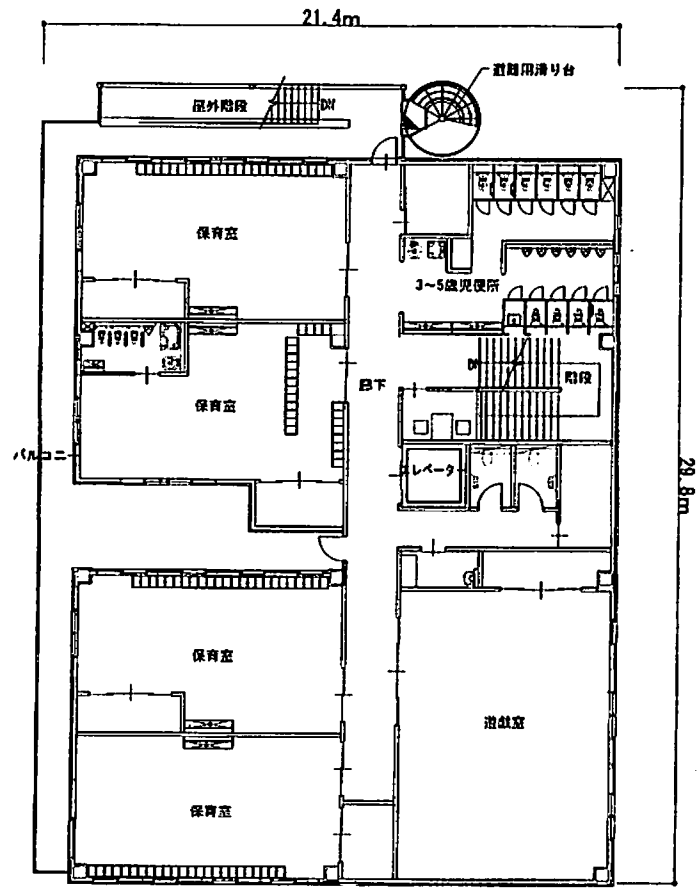 21.4m
避難用滑り台
屋外階段
DN
保育室
3〜5歳児便所
保育室
廊下
DN
階段
バルコニー
レベータ
29.8m
保育室
遊戯室
保育室